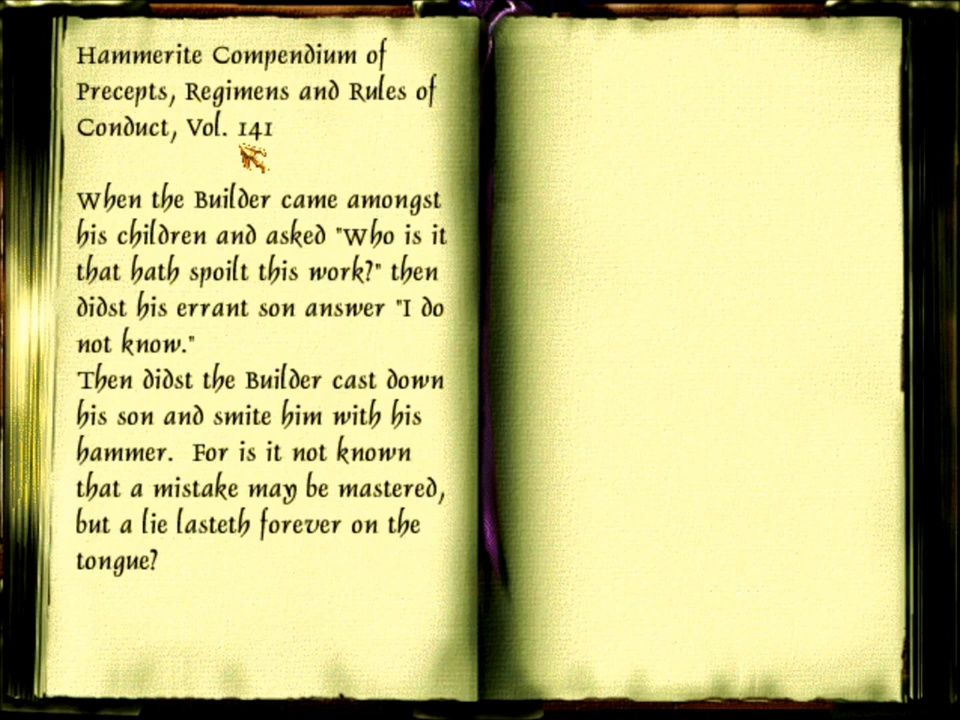 Hammerite Compendium of
Precepts, Regimens and Rules of
Conduct, Vol. 141
When the Builder came amongst
his children and asked "Who is it
that hath spoilt this work?" then
didst his errant son answer "I do
not know."
Then didst the Builder cast down
his son and smite him with his
hammer.  For is it not known
that a mistake may be mastered,
but a lie lasteth forever on the
tongue?